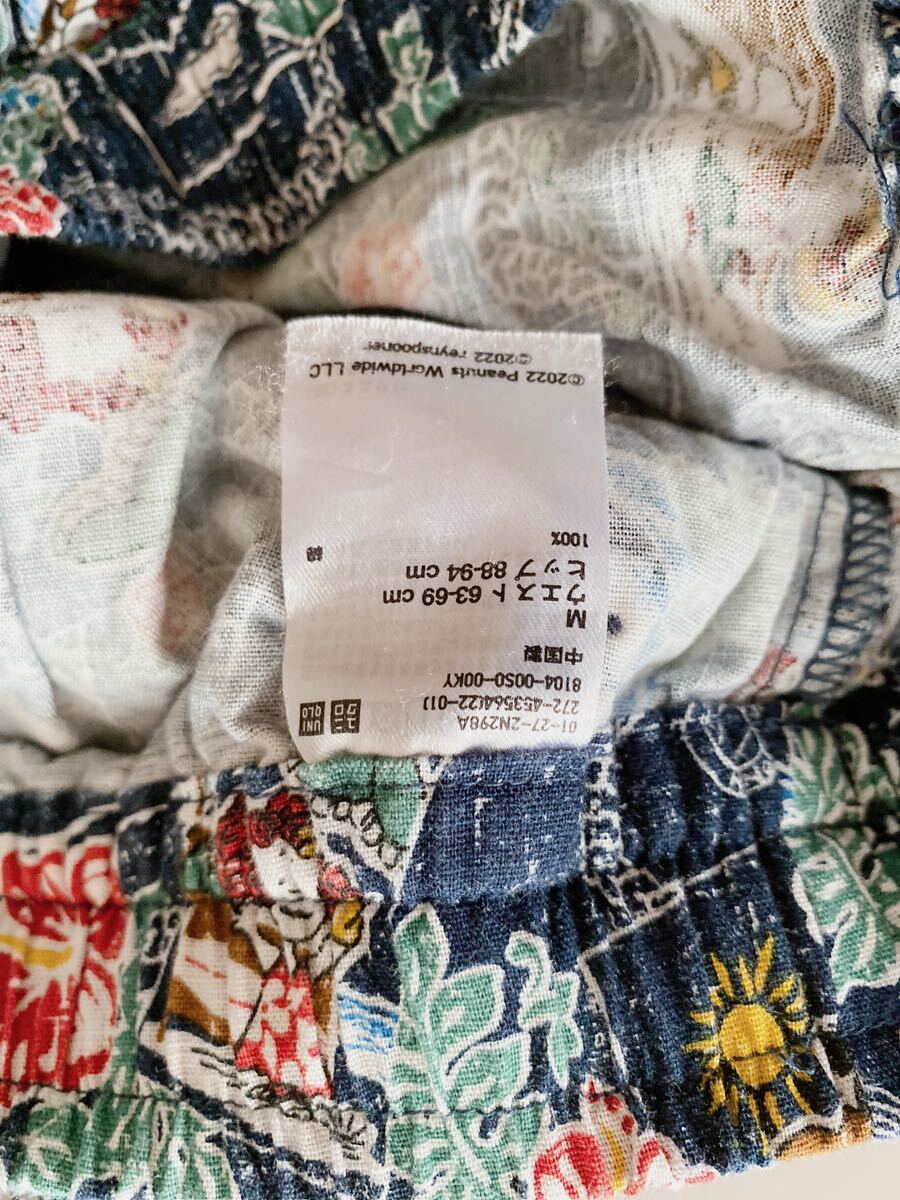 UNI
QLO
ユニ
クロ
01-27-2N298A
272-453564(22-01)
8104-00S0-00KY
中国製
M
ウエスト 63-69 cm
ヒップ 88-94 cm
綿
100%
©2022 Peanuts Worldwide LLC
©2022 reynspooner